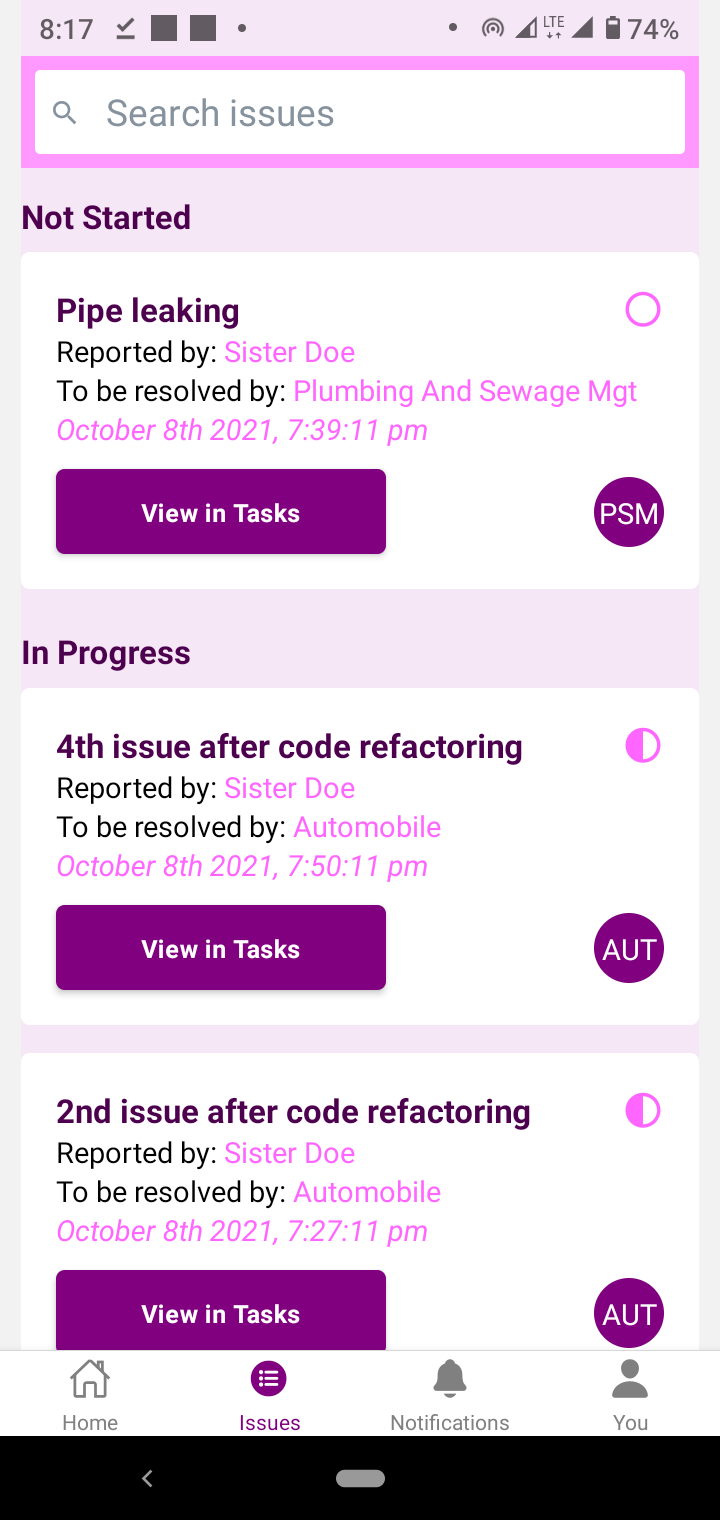 8:17
LTE
74%
Search issues
Not Started
Pipe leaking
Reported by: Sister Doe
To be resolved by: Plumbing And Sewage Mgt
October 8th 2021, 7:39:11 pm
View in Tasks
PSM
In Progress
4th issue after code refactoring
Reported by: Sister Doe
To be resolved by: Automobile
October 8th 2021, 7:50:11 pm
View in Tasks
AUT
2nd issue after code refactoring
Reported by: Sister Doe
To be resolved by: Automobile
October 8th 2021, 7:27:11 pm
View in Tasks
AUT
Home
Issues
Notifications
You